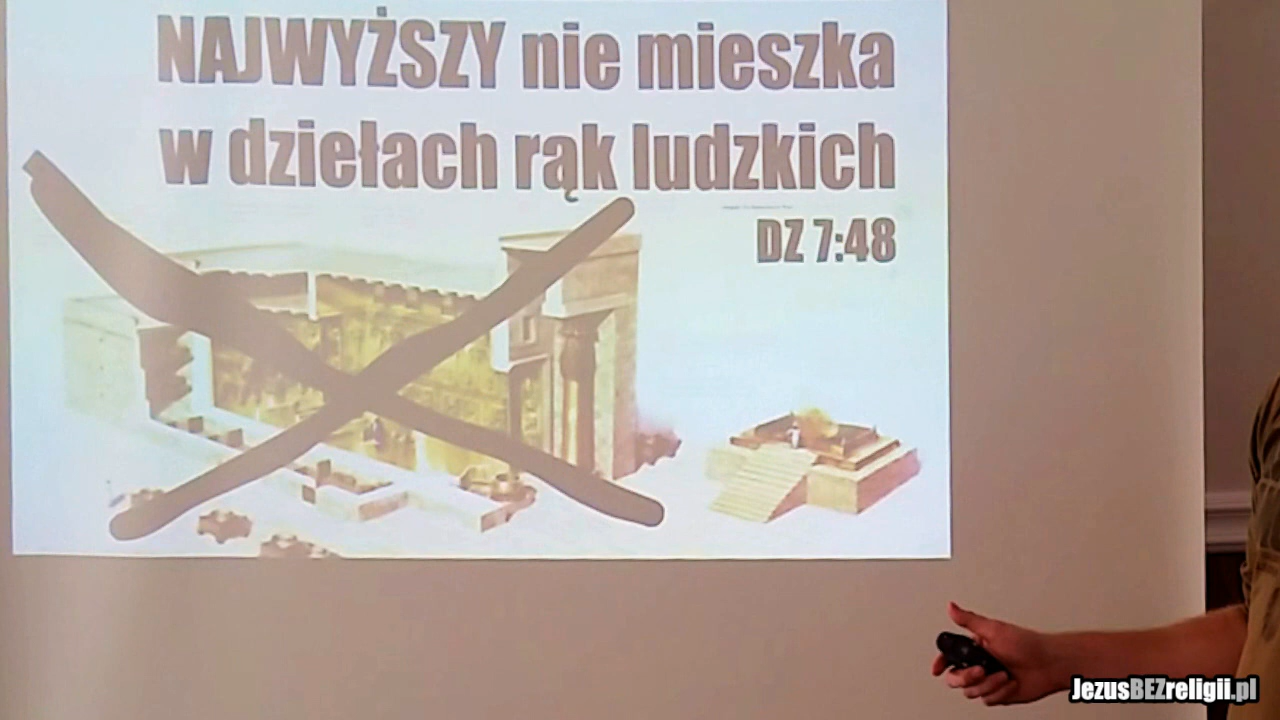 NAJWYŻSZY nie mieszka
w dziełach rąk ludzkich
DZ 7:48
JezusBEZreligii.pl